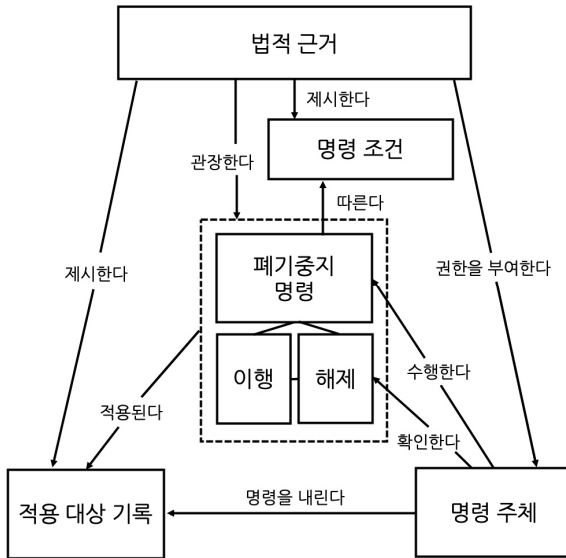 법적 근거
제시한다
명령 조건
관장한다
따른다
폐기중지
명령
제시한다
권한을 부여한다
이행
해제
수행한다
적용된다
확인한다
적용 대상 기록
명령을 내린다
명령 주체